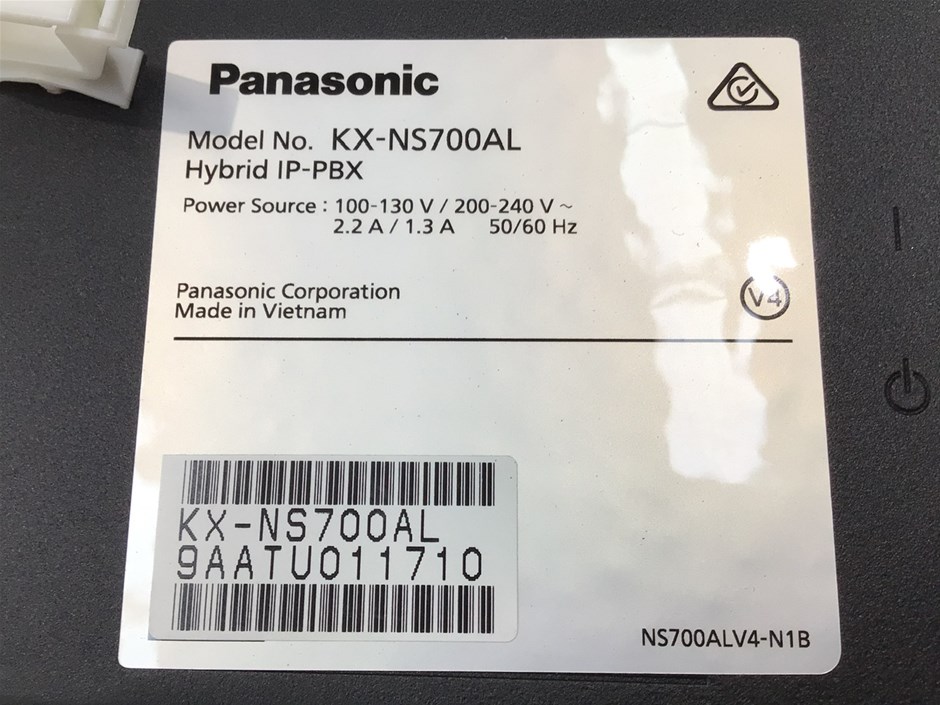 Panasonic
Model No. KX-NS700AL
Hybrid IP-PBX
Power Source : 100-130 V / 200-240 V ~
2.2 A / 1.3 A 50/60 Hz
Panasonic Corporation
Made in Vietnam
V4
KX-NS700AL
9AATU011710
NS700ALV4-N1B